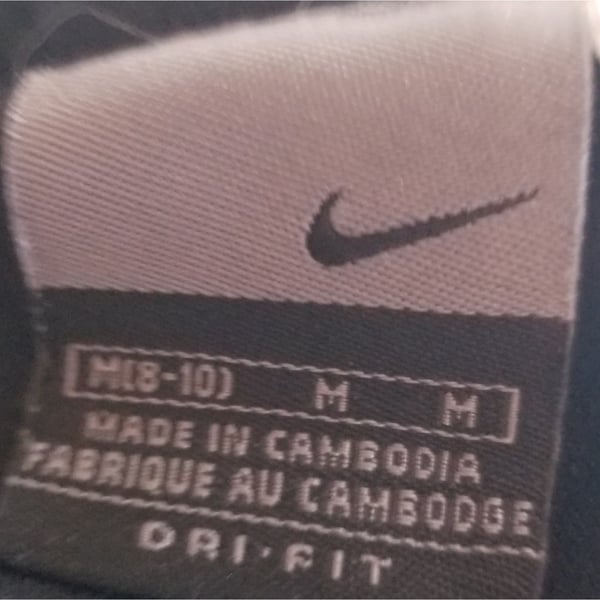 M(8-10) M M
MADE IN CAMBODIA
FABRIQUE AU CAMBODGE
DRI·FIT